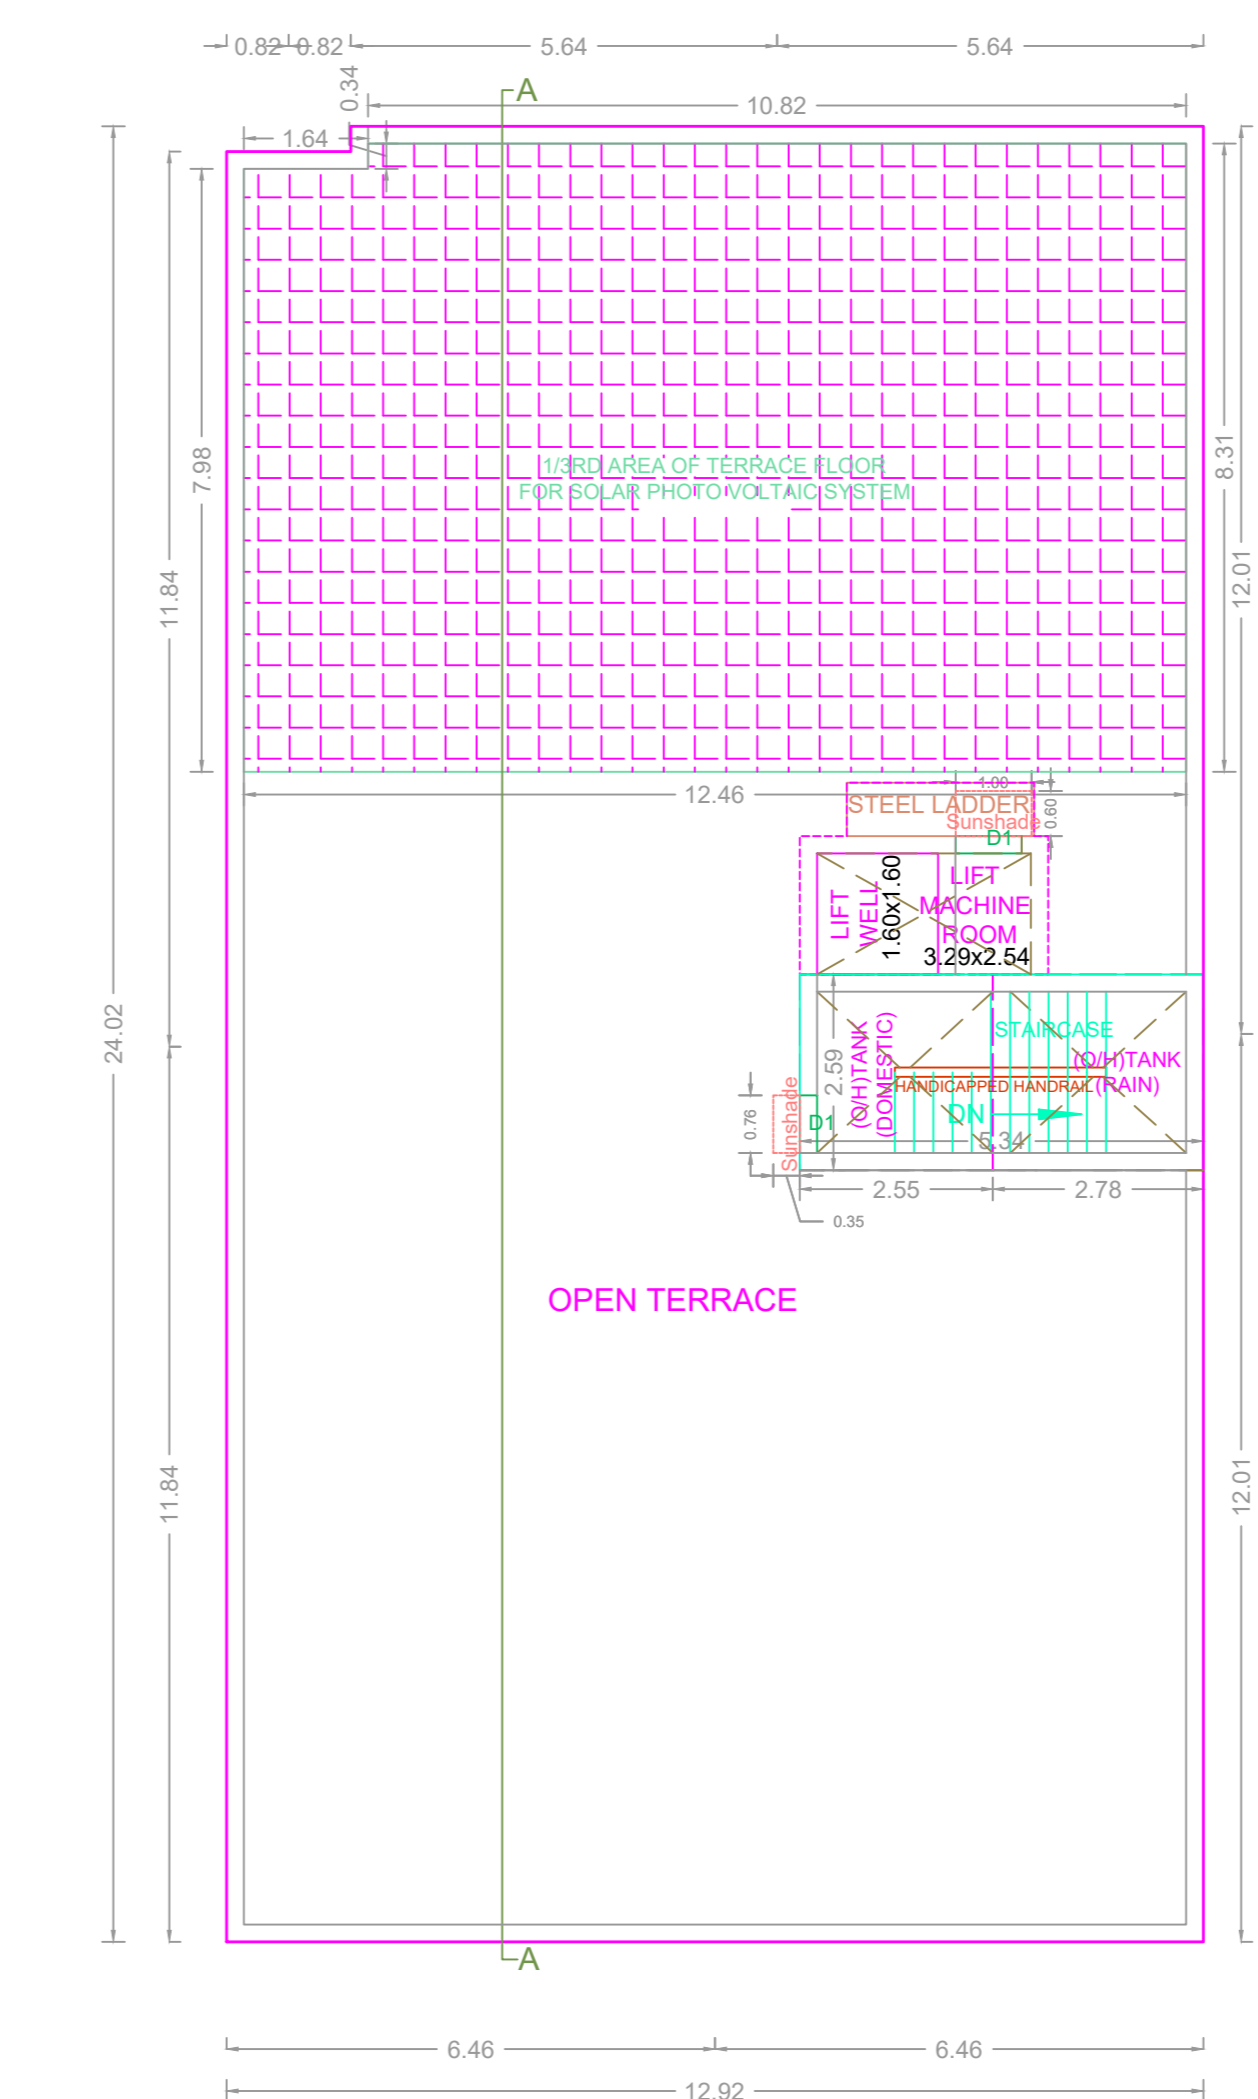 0.82
0.82
5.64
5.64
0.34
A
10.82
1.64
7.98
8.31
1/3RD AREA OF TERRACE FLOOR
FOR SOLAR PHOTO VOLTAIC SYSTEM
11.84
12.01
12.46
1.00
STEEL LADDER
Sunshade
0.60
D1
LIFT
WELL
1.60x1.60
LIFT
MACHINE
ROOM
3.29x2.54
24.02
STAIRCASE
(O/H)TANK
(DOMESTIC)
2.59
(O/H)TANK
(RAIN)
HANDICAPPED HANDRAIL
DN
0.76
Sunshade
D1
5.34
2.55
2.78
0.35
OPEN TERRACE
11.84
12.01
A
6.46
6.46
12.92